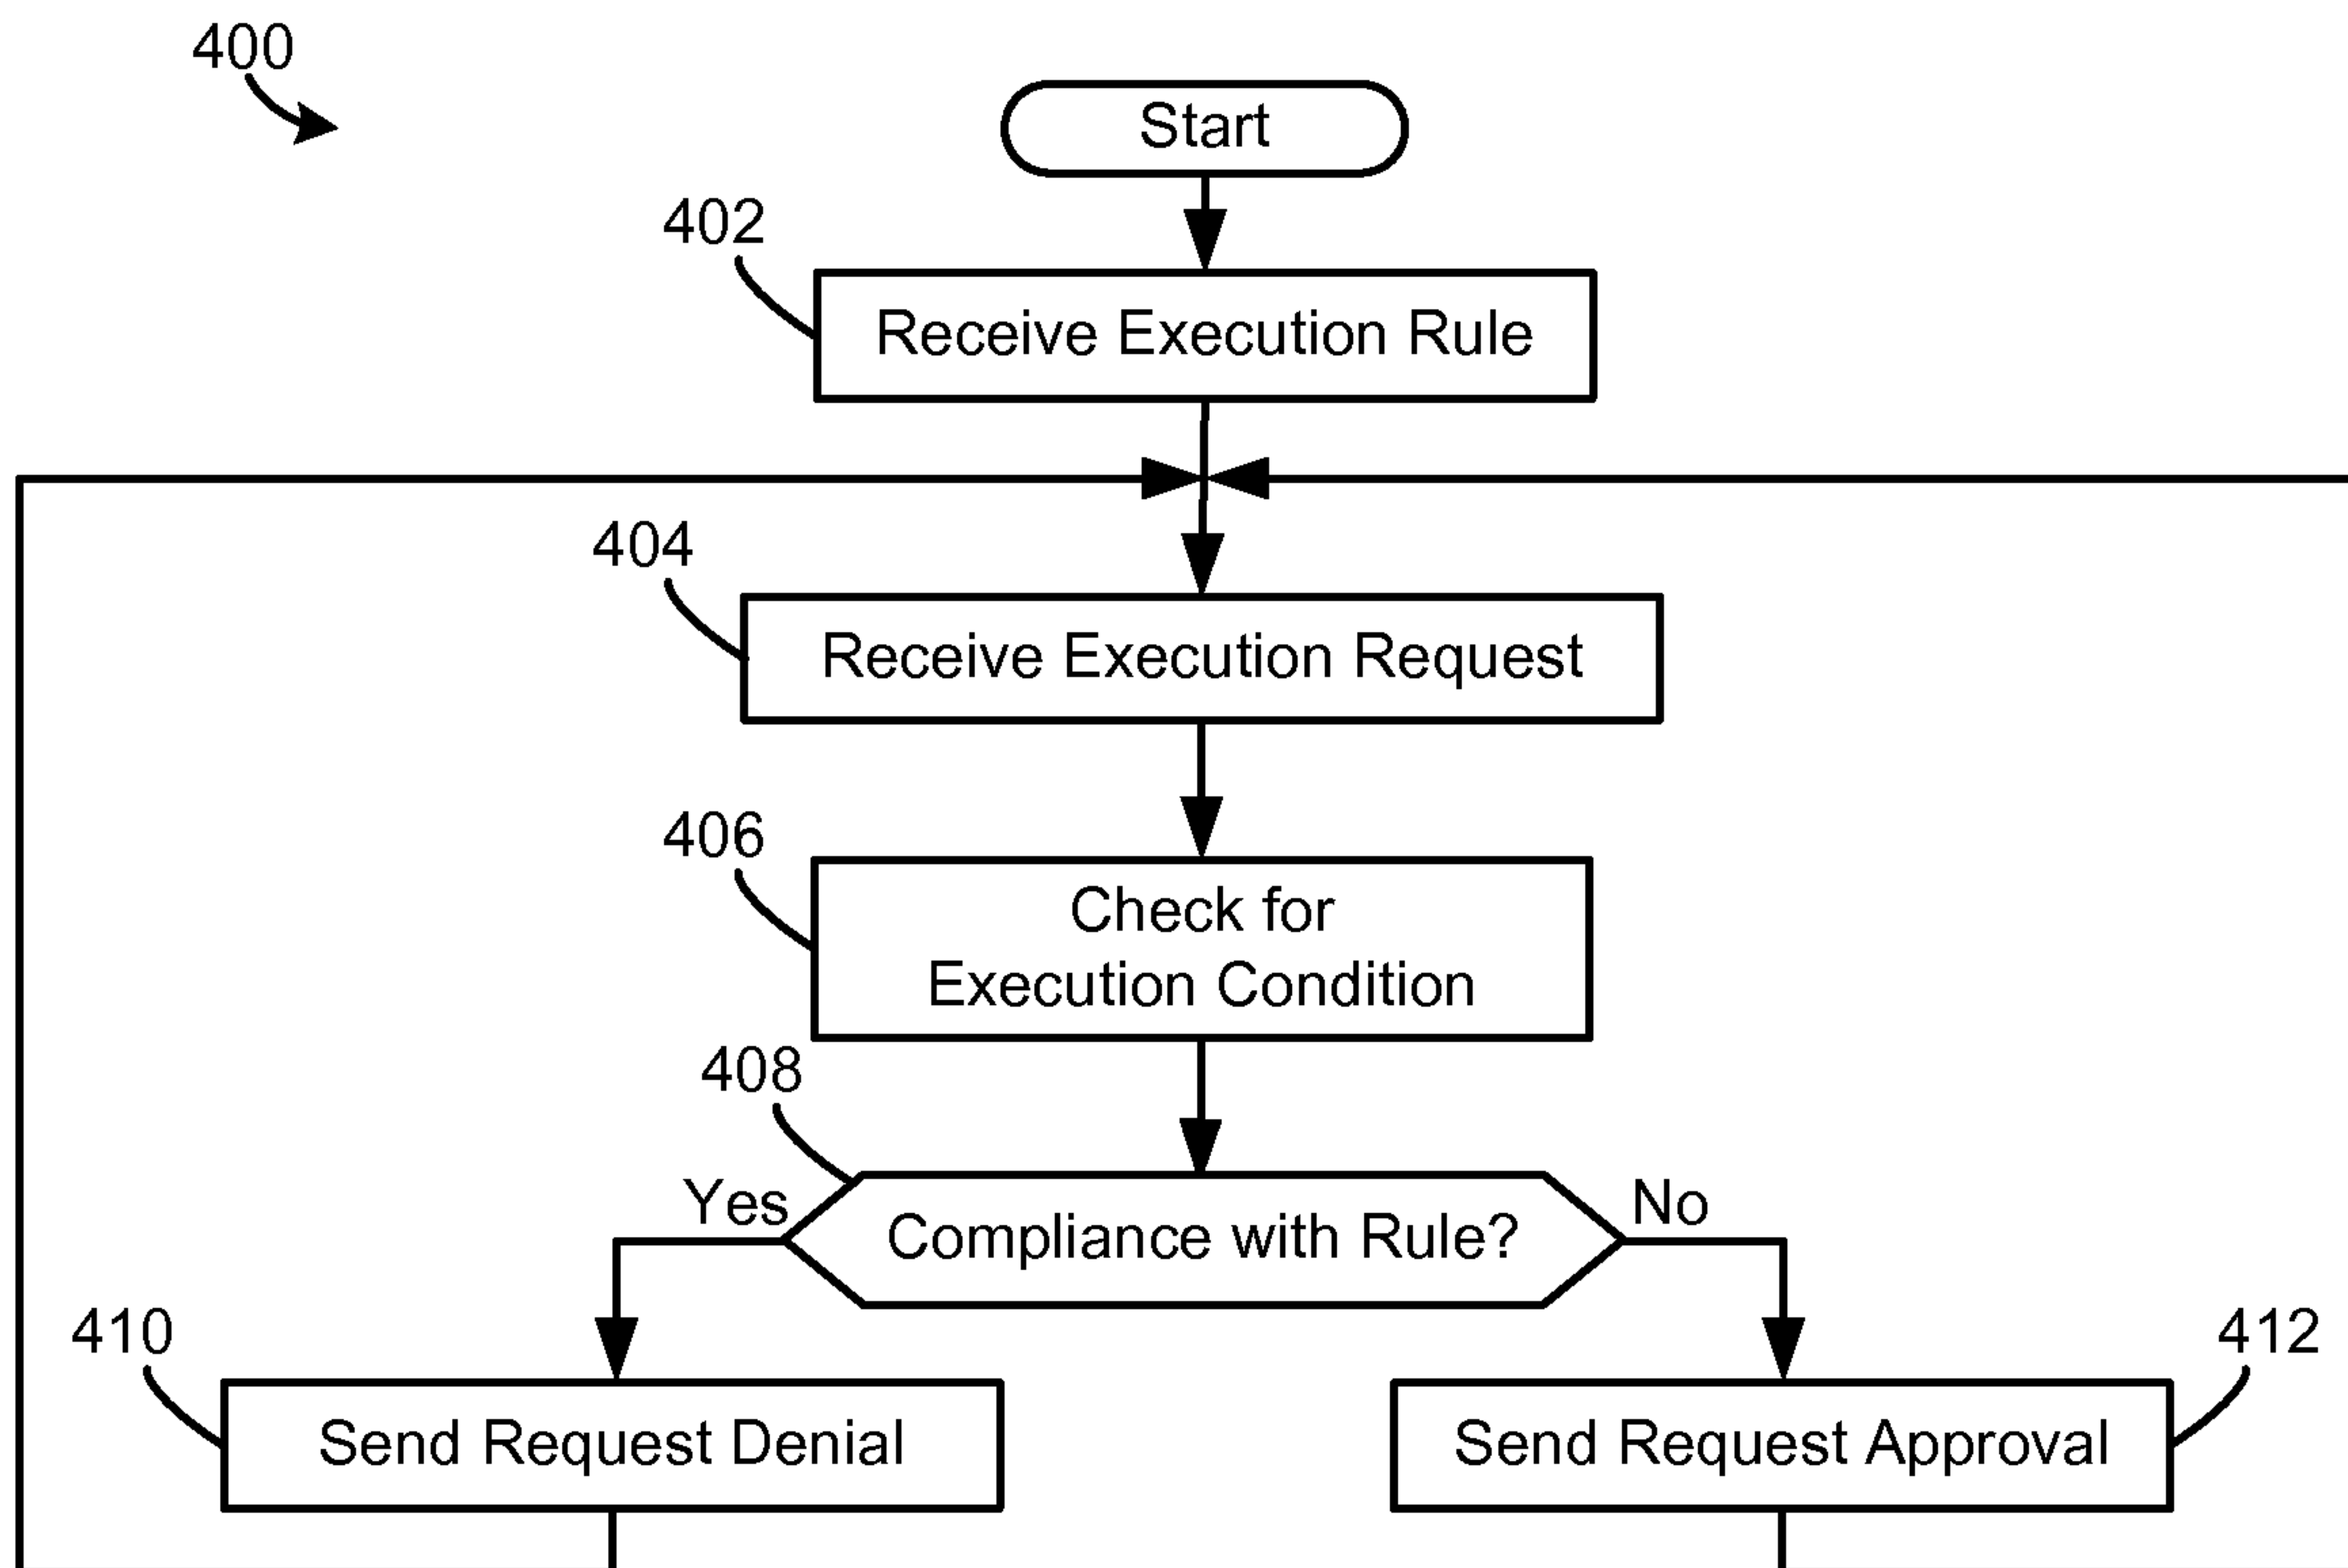 400
Start
402
Receive Execution Rule
404
Receive Execution Request
406
Check for
Execution Condition
408
Yes
Compliance with Rule?
No
410
412
Send Request Denial
Send Request Approval